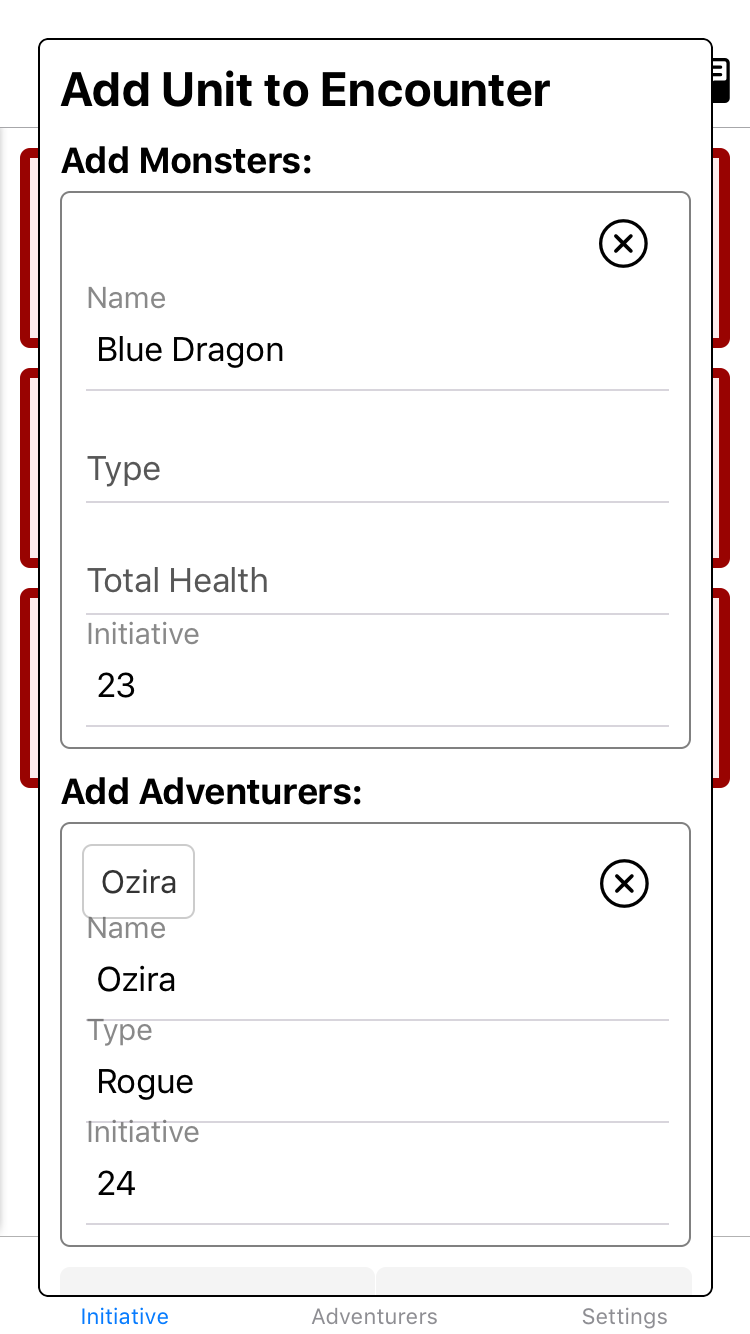 Add Unit to Encounter
Add Monsters:
Name
Blue Dragon
Type
Total Health
Initiative
23
Add Adventurers:
Ozira
Name
Ozira
Type
Rogue
Initiative
24
Initiative Adventurers Settings